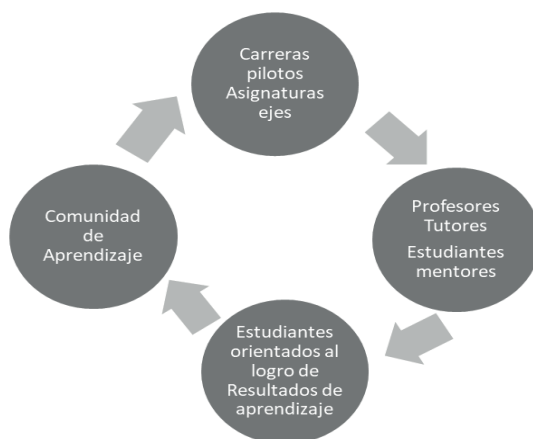 Carreras
pilotos
Asignaturas
ejes
Profesores
Tutores
Estudiantes
mentores
Estudiantes
orientados al
logro de
Resultados de
aprendizaje
Comunidad
de
Aprendizaje